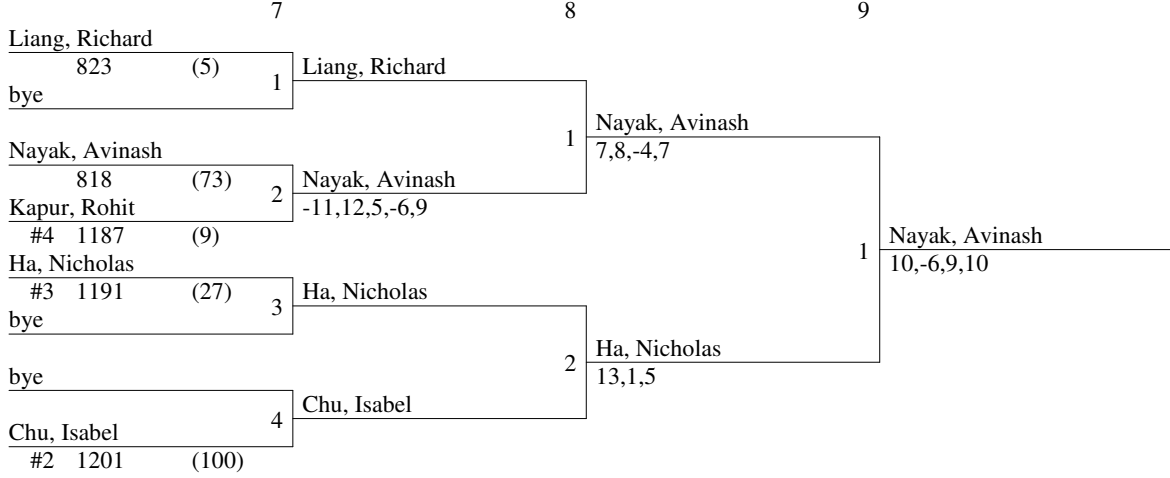 7 8 9
Liang, Richard
823 (5)
1
Liang, Richard
bye
Nayak, Avinash
818 (73)
2
Nayak, Avinash
-11,12,5,-6,9
Kapur, Rohit
#4 1187 (9)
Ha, Nicholas
#3 1191 (27)
3
Ha, Nicholas
bye
bye
4
Chu, Isabel
Chu, Isabel
#2 1201 (100)
1
Nayak, Avinash
7,8,-4,7
2
Ha, Nicholas
13,1,5
1
Nayak, Avinash
10,-6,9,10